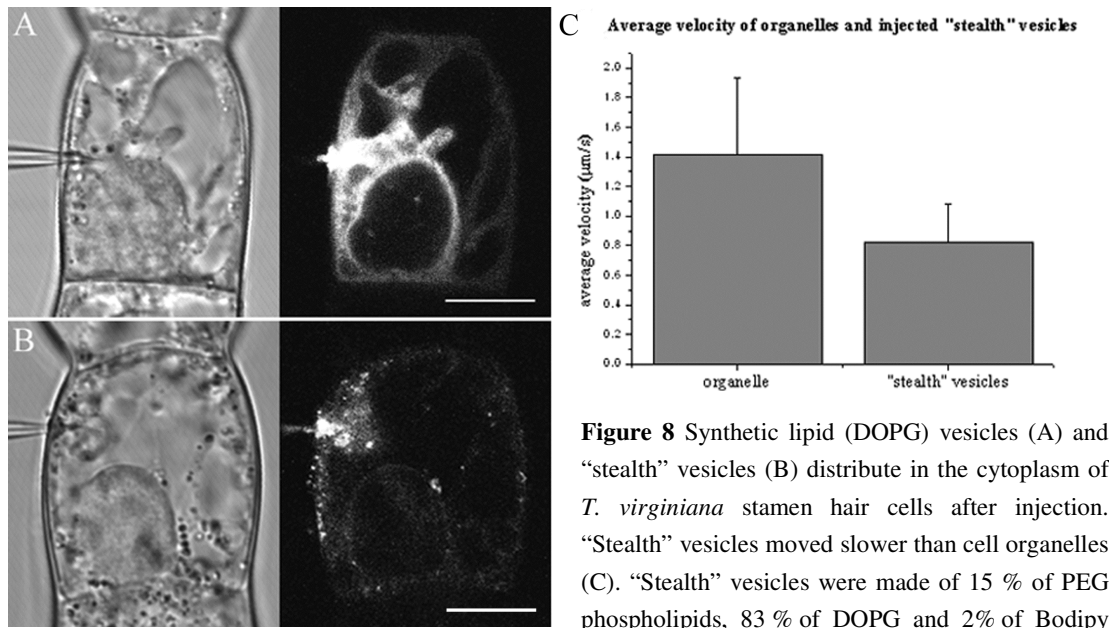 A
B
C
Average velocity of organelles and injected "stealth" vesicles
average velocity (µm/s)
2.0
1.8
1.6
1.4
1.2
1.0
0.8
0.6
0.4
0.2
0.0
organelle
"stealth" vesicles
Figure 8 Synthetic lipid (DOPG) vesicles (A) and
“stealth” vesicles (B) distribute in the cytoplasm of
T. virginiana stamen hair cells after injection.
“Stealth” vesicles moved slower than cell organelles
(C). “Stealth” vesicles were made of 15 % of PEG
phospholipids, 83 % of DOPG and 2% of Bodipy